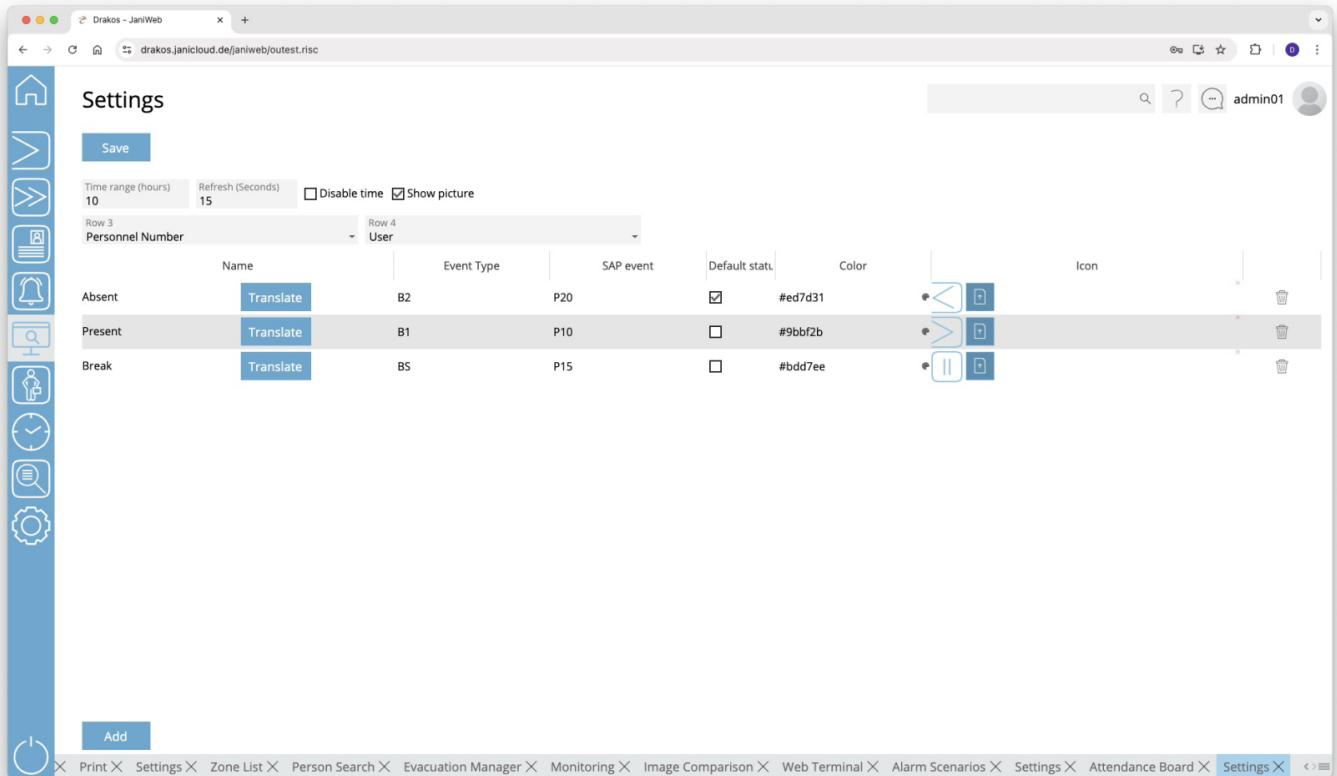 Drakos - JaniWeb
drakos.janicloud.de/janiweb/outest.risc
D
Settings
admin01
Save
Time range (hours)
10
Refresh (Seconds)
15
Disable time
Show picture
Row 3
Personnel Number
Row 4
User
Name Event Type SAP event Default statu Color Icon
Absent Translate B2 P20 #ed7d31
Present Translate B1 P10 #9bbf2b
Break Translate BS P15 #bdd7ee
Add
Print Settings Zone List Person Search Evacuation Manager Monitoring Image Comparison Web Terminal Alarm Scenarios Settings Attendance Board Settings